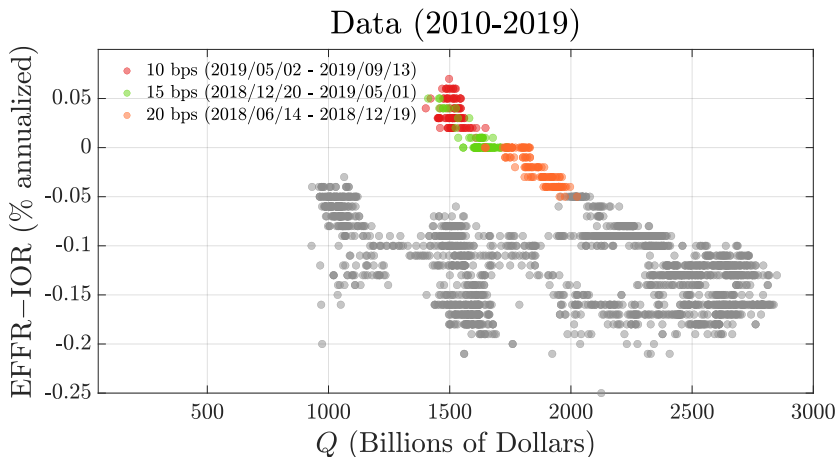 Data (2010-2019)
10 bps (2019/05/02 - 2019/09/13)
15 bps (2018/12/20 - 2019/05/01)
20 bps (2018/06/14 - 2018/12/19)
EFFR−IOR (% annualized)
0.05
0
-0.05
-0.1
-0.15
-0.2
-0.25
500 1000 1500 2000 2500 3000
Q (Billions of Dollars)